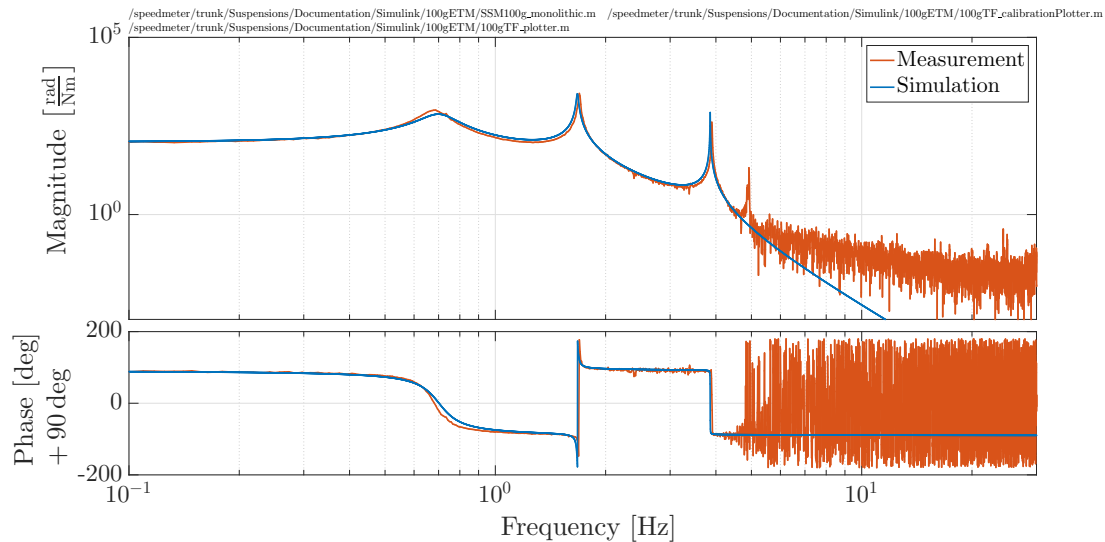 /speedmeter/trunk/Suspensions/Documentation/Simulink/100gETM/SSM100g_monolithic.m /speedmeter/trunk/Suspensions/Documentation/Simulink/100gETM/100gTF_calibrationPlotter.m
/speedmeter/trunk/Suspensions/Documentation/Simulink/100gETM/100gTF_plotter.m
10^5
Measurement
Simulation
Magnitude [rad/Nm]
10^0
200
0
-200
Phase [deg]
+ 90 deg
10^-1
10^0
10^1
Frequency [Hz]